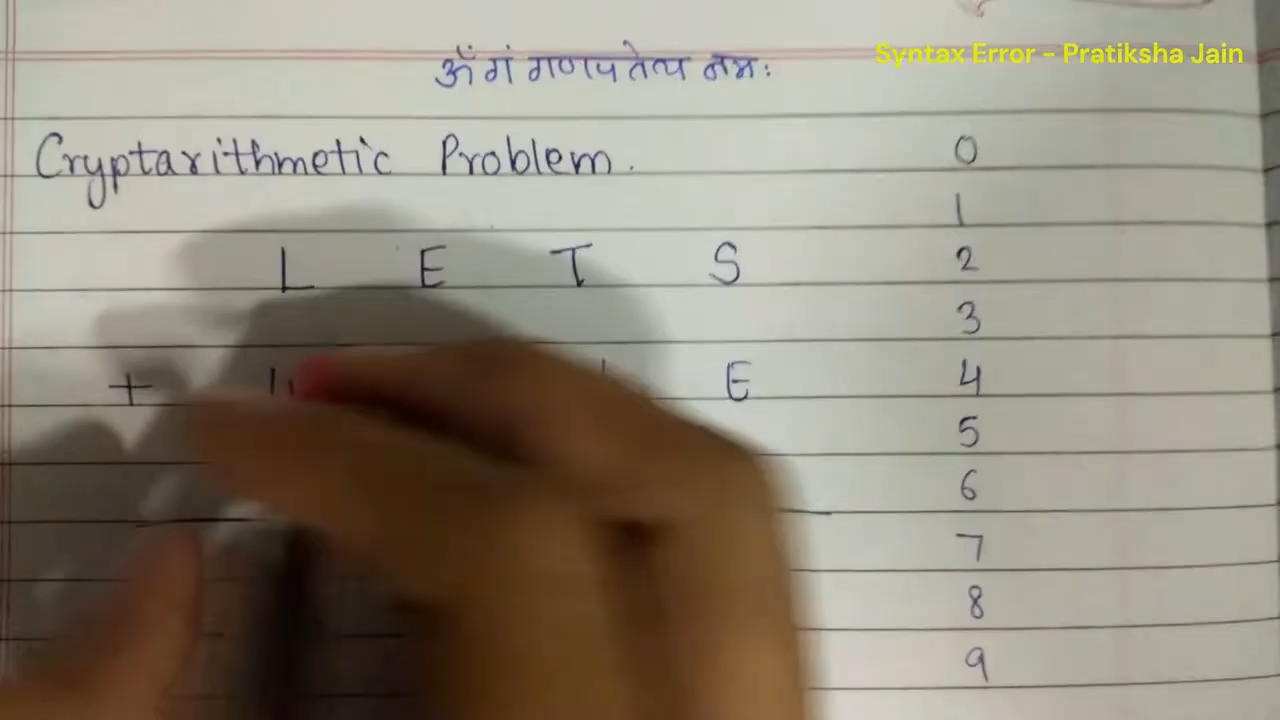 Syntax Error - Pratiksha Jain
ॐ गं गणपतेय नमः
Cryptarithmetic Problem.
0
1
L E T S
2
3
+ E
4
5
6
7
8
9